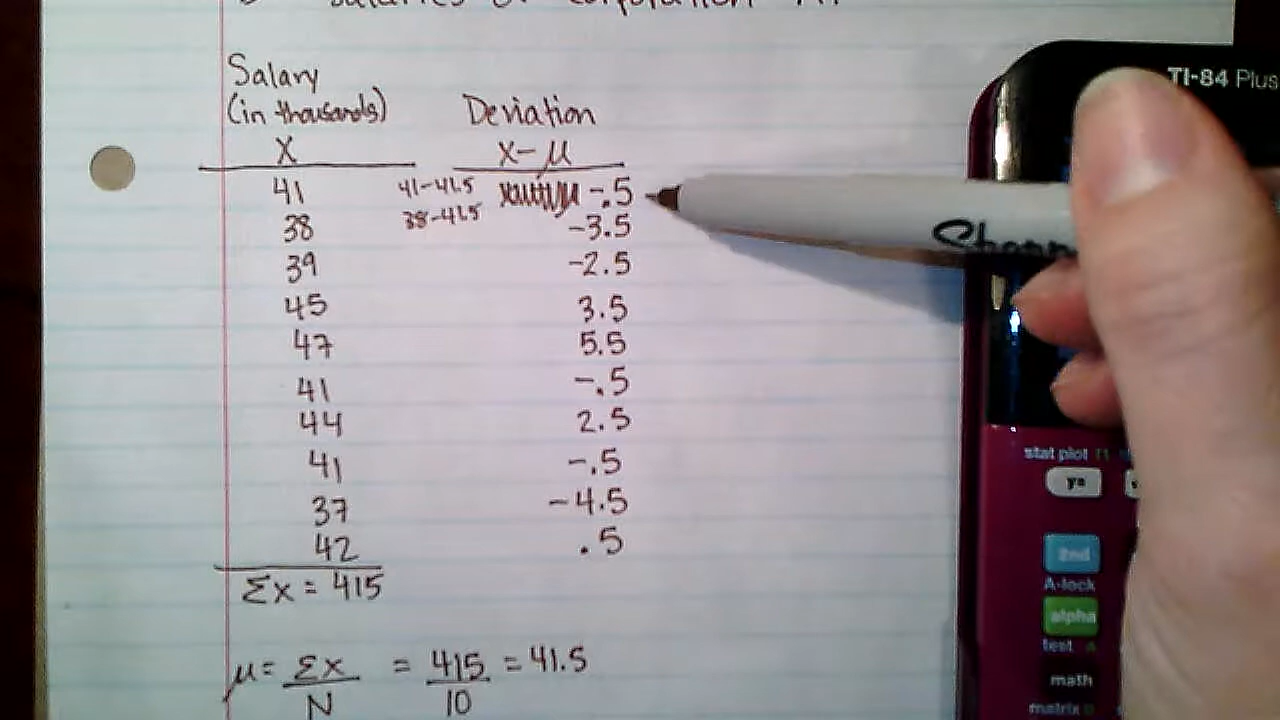 Salary
(in thousands) Deviation
X X-μ
41 41-41.5 -.5
38 38-41.5 -3.5
39 -2.5
45 3.5
47 5.5
41 -.5
44 2.5
41 -.5
37 -4.5
42 .5
Σx = 415
μ = Σx / N = 415 / 10 = 41.5
TI-84 Plus
Sharp
stat plot f1
y=
2nd
A-lock
alpha
test A
math
matrix B